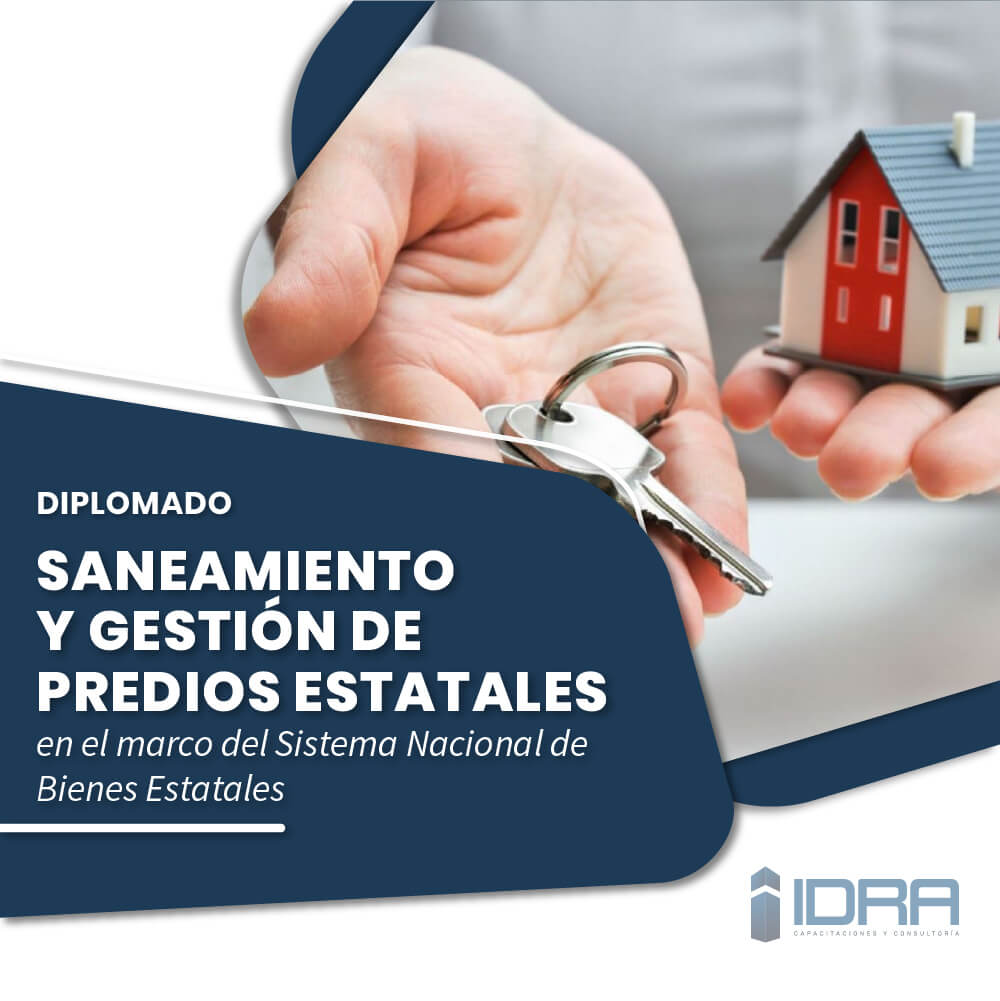 DIPLOMADO
SANEAMIENTO
Y GESTIÓN DE
PREDIOS ESTATALES
en el marco del Sistema Nacional de
Bienes Estatales
IDRA
CAPACITACIONES Y CONSULTORÍA